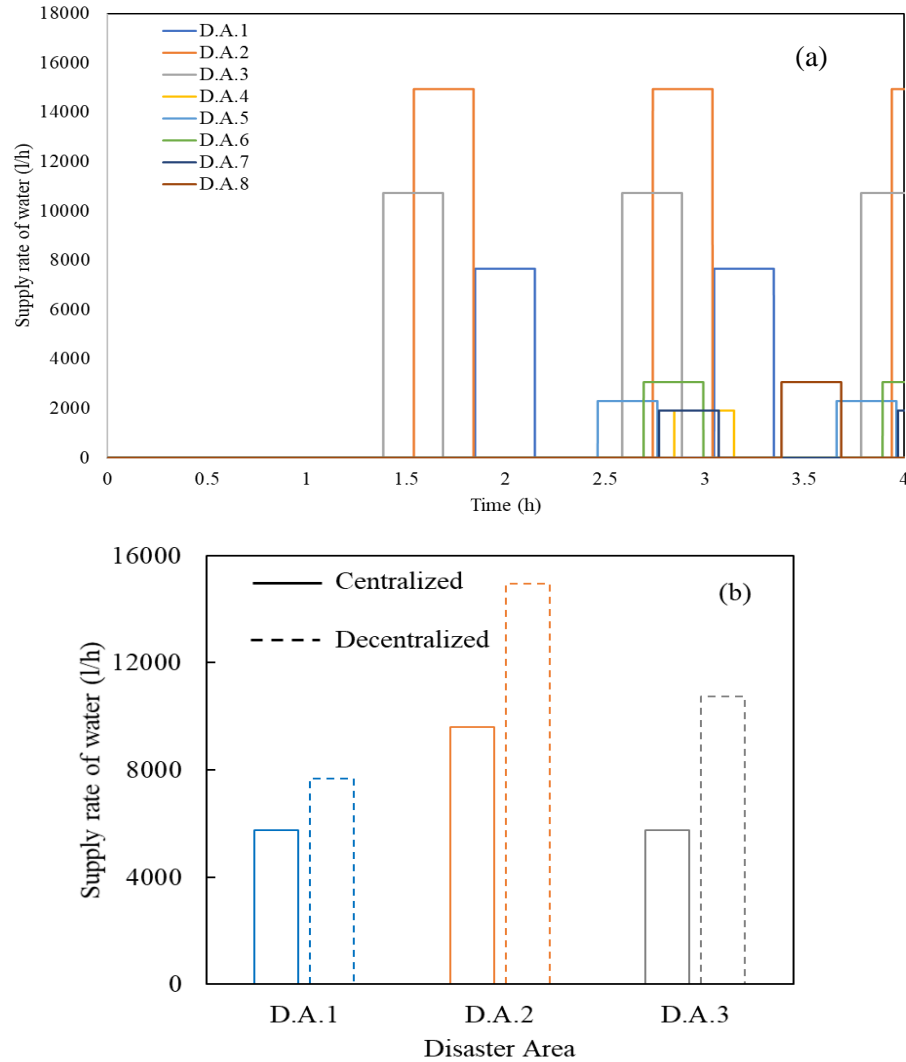 18000
16000
14000
12000
10000
8000
6000
4000
2000
0
Supply rate of water (l/h)
D.A.1
D.A.2
D.A.3
D.A.4
D.A.5
D.A.6
D.A.7
D.A.8
(a)
0 0.5 1 1.5 2 2.5 3 3.5 4
Time (h)
16000
12000
8000
4000
0
Supply rate of water (l/h)
Centralized
Decentralized
(b)
D.A.1 D.A.2 D.A.3
Disaster Area